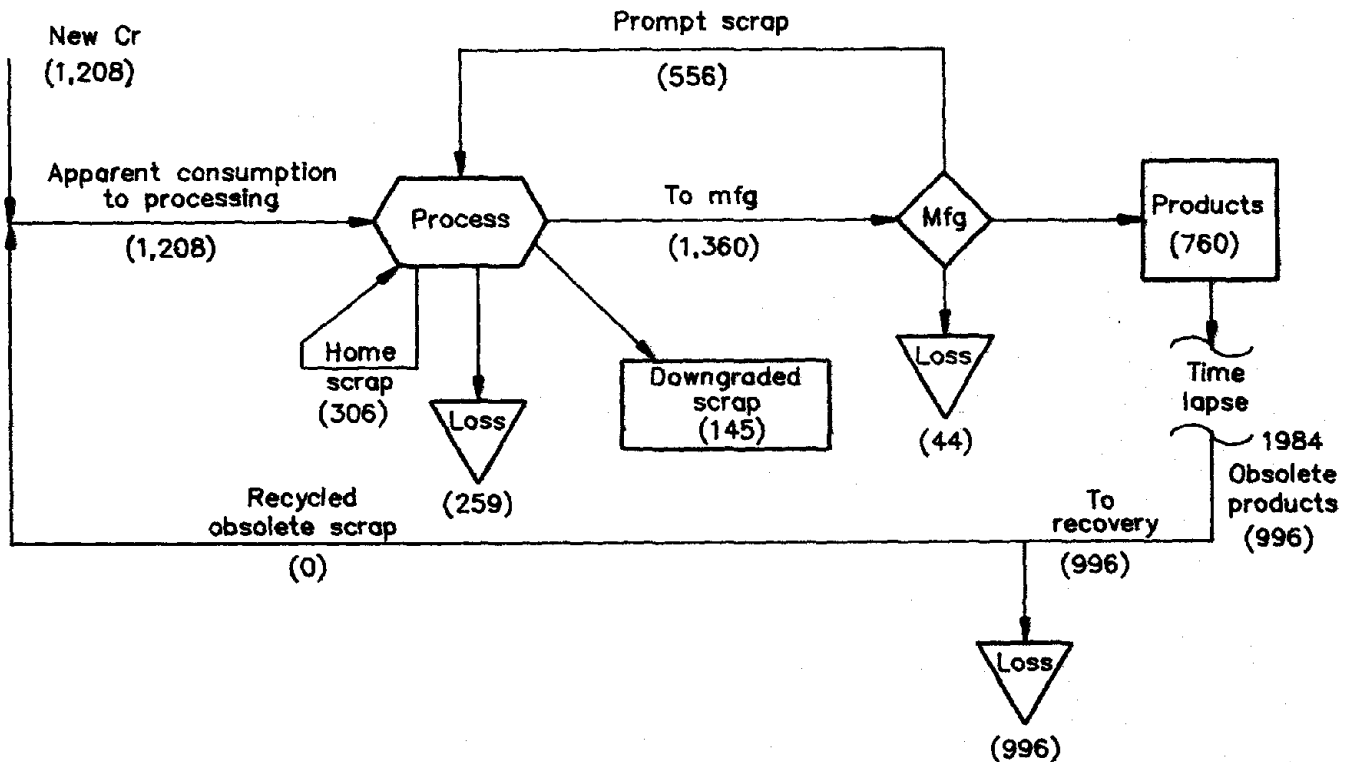 Prompt scrap
(556)
New Cr
(1,208)
Apparent consumption
to processing
(1,208)
Process
To mfg
(1,360)
Mfg
Products
(760)
Home
scrap
(306)
Loss
(259)
Downgraded
scrap
(145)
Loss
(44)
Time
lapse
1984
Obsolete
products
(996)
Recycled
obsolete scrap
(0)
To
recovery
(996)
Loss
(996)